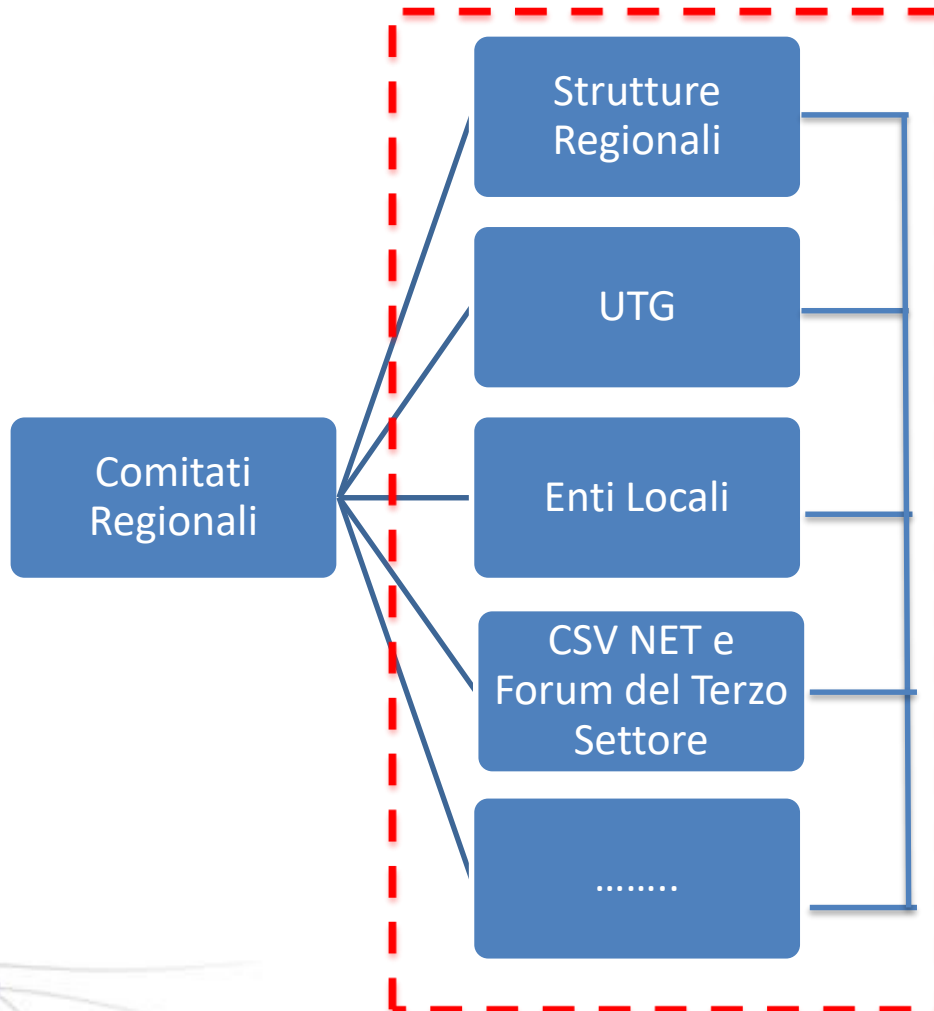 Strutture
Regionali
UTG
Comitati
Regionali
Enti Locali
CSV NET e
Forum del Terzo
Settore
……..